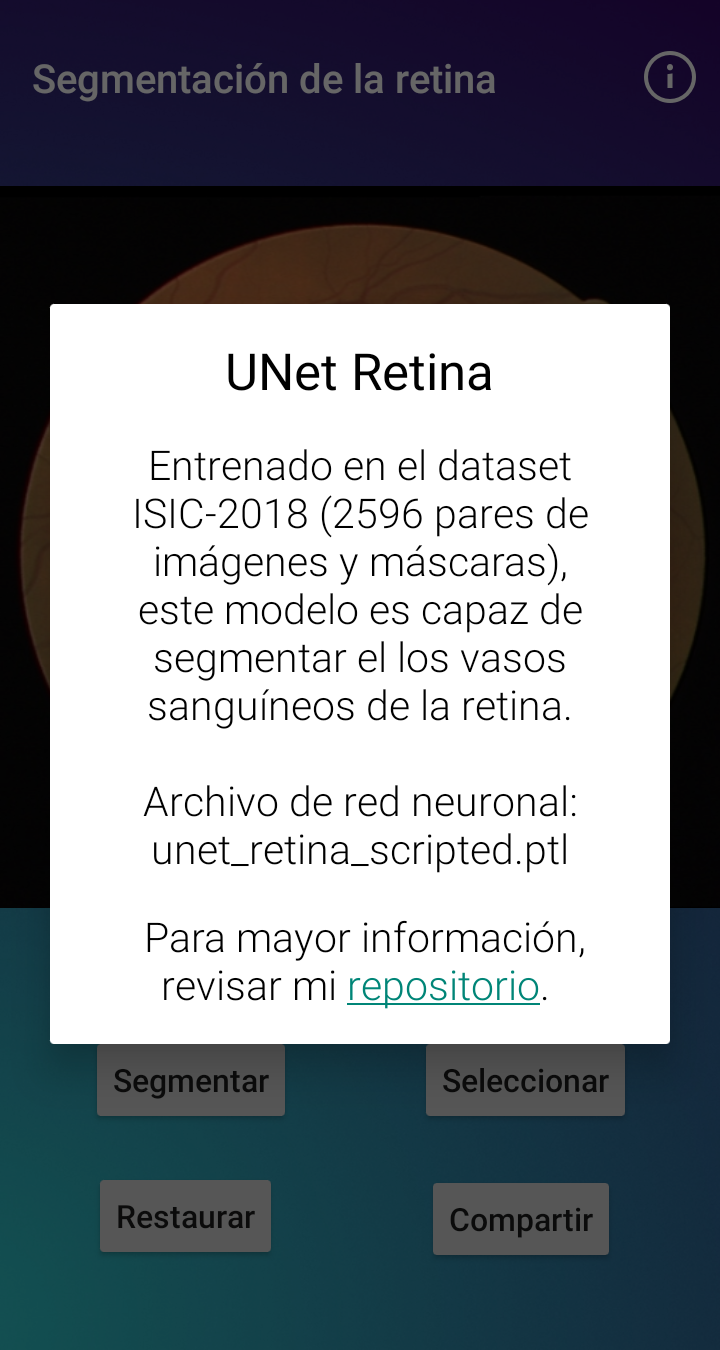 Segmentación de la retina
UNet Retina
Entrenado en el dataset
ISIC-2018 (2596 pares de
imágenes y máscaras),
este modelo es capaz de
segmentar el los vasos
sanguíneos de la retina.
Archivo de red neuronal:
unet_retina_scripted.ptl
Para mayor información,
revisar mi repositorio.
Segmentar
Seleccionar
Restaurar
Compartir